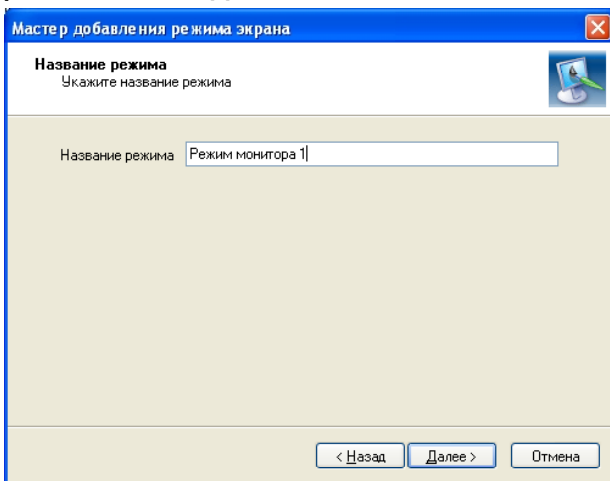 Мастер добавления режима экрана
Название режима
Укажите название режима
Название режима Режим монитора 1
< Назад Далее > Отмена